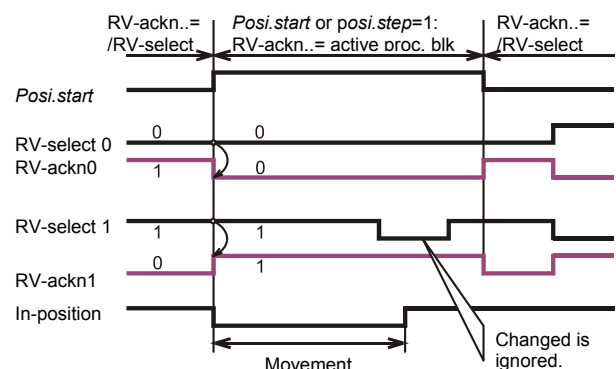 RV-ackn..=
/RV-select
Posi.start or posi.step=1:
RV-ackn..= active proc. blk
RV-ackn..=
/RV-select
Posi.start
RV-select 0
0
0
RV-ackn0
1
0
RV-select 1
1
1
RV-ackn1
0
1
In-position
Movement
Changed is
ignored.